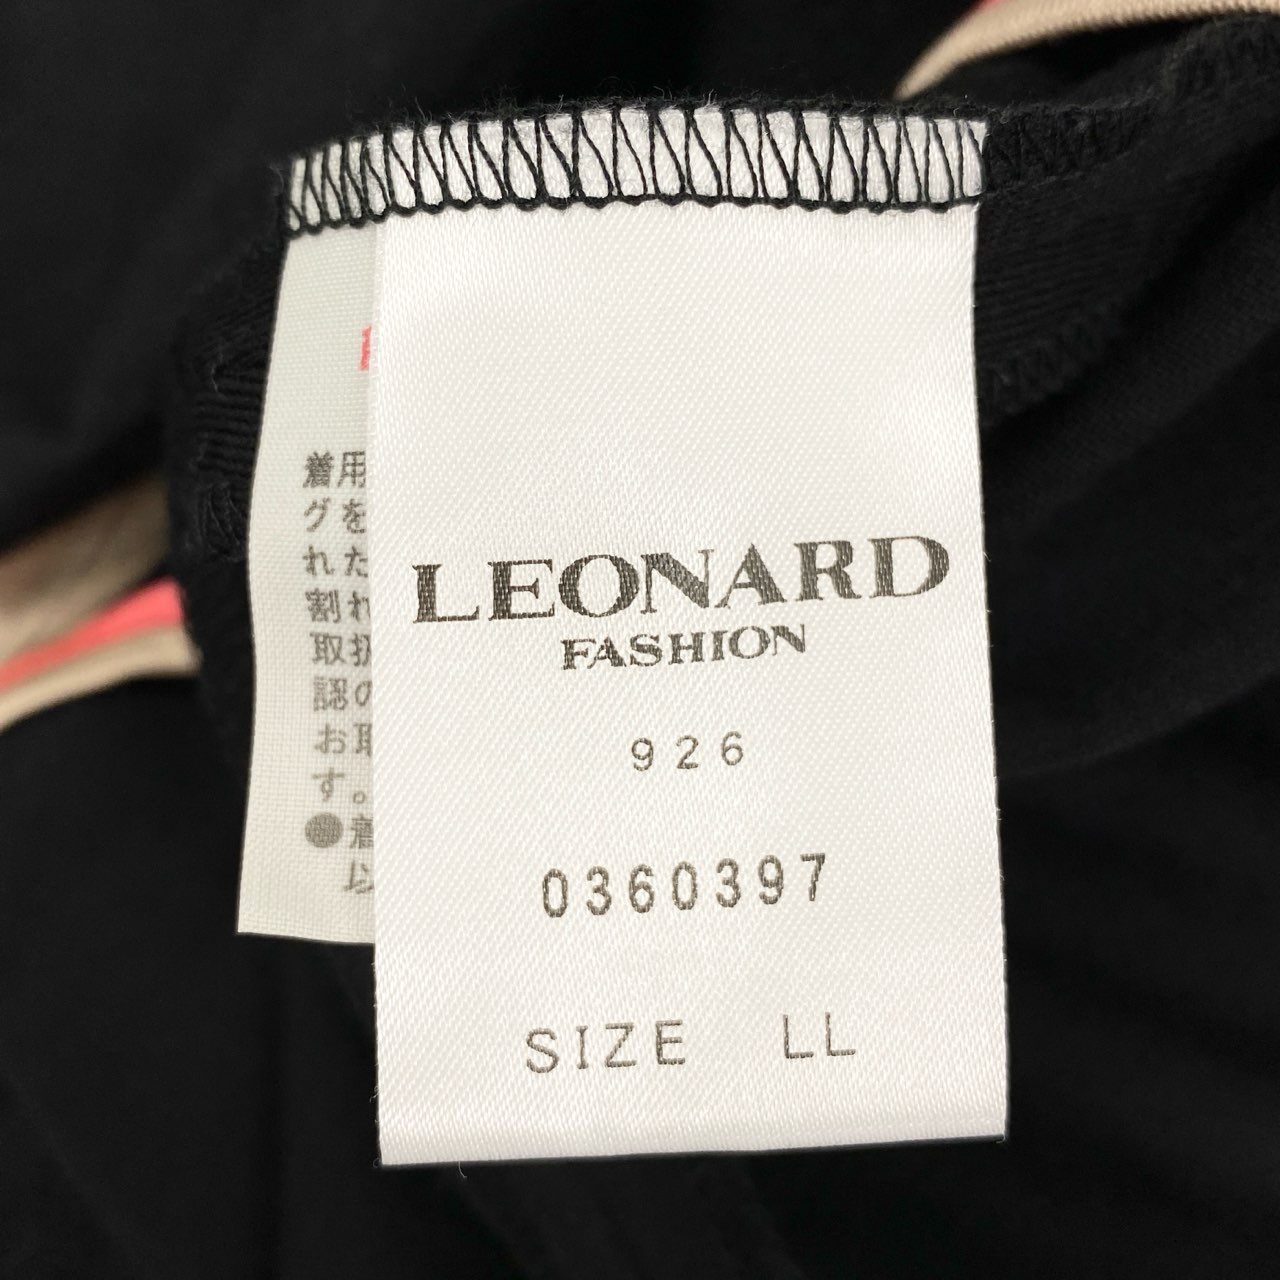 LEONARD
FASHION
926
0360397
SIZE LL
着用
グを
れた
割れ
取扱
認の
お取
す。
●着
以